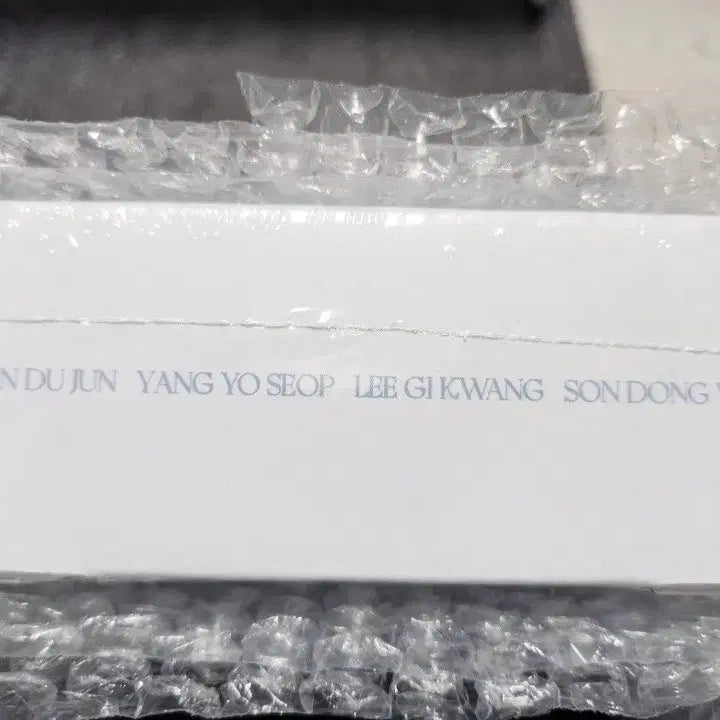 N DU JUN YANG YO SEOP LEE GI KWANG SON DONG